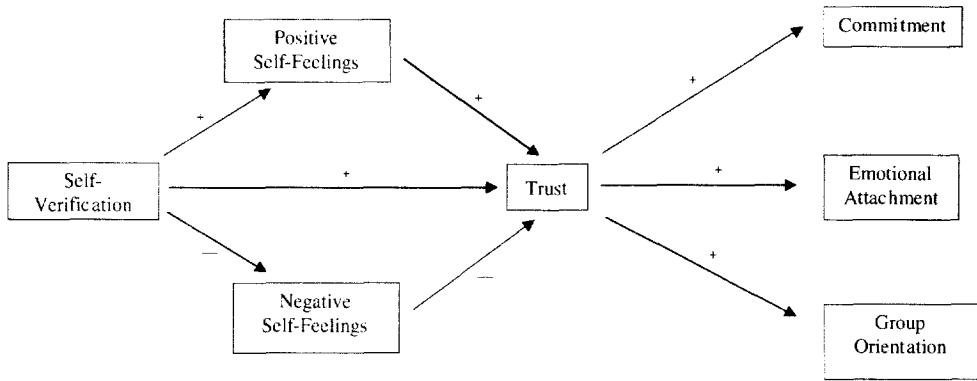 Commitment
Positive
Self-Feelings
+
+
+
Self-
Verification
+
Trust
+
Emotional
Attachment
—
—
+
Negative
Self-Feelings
Group
Orientation